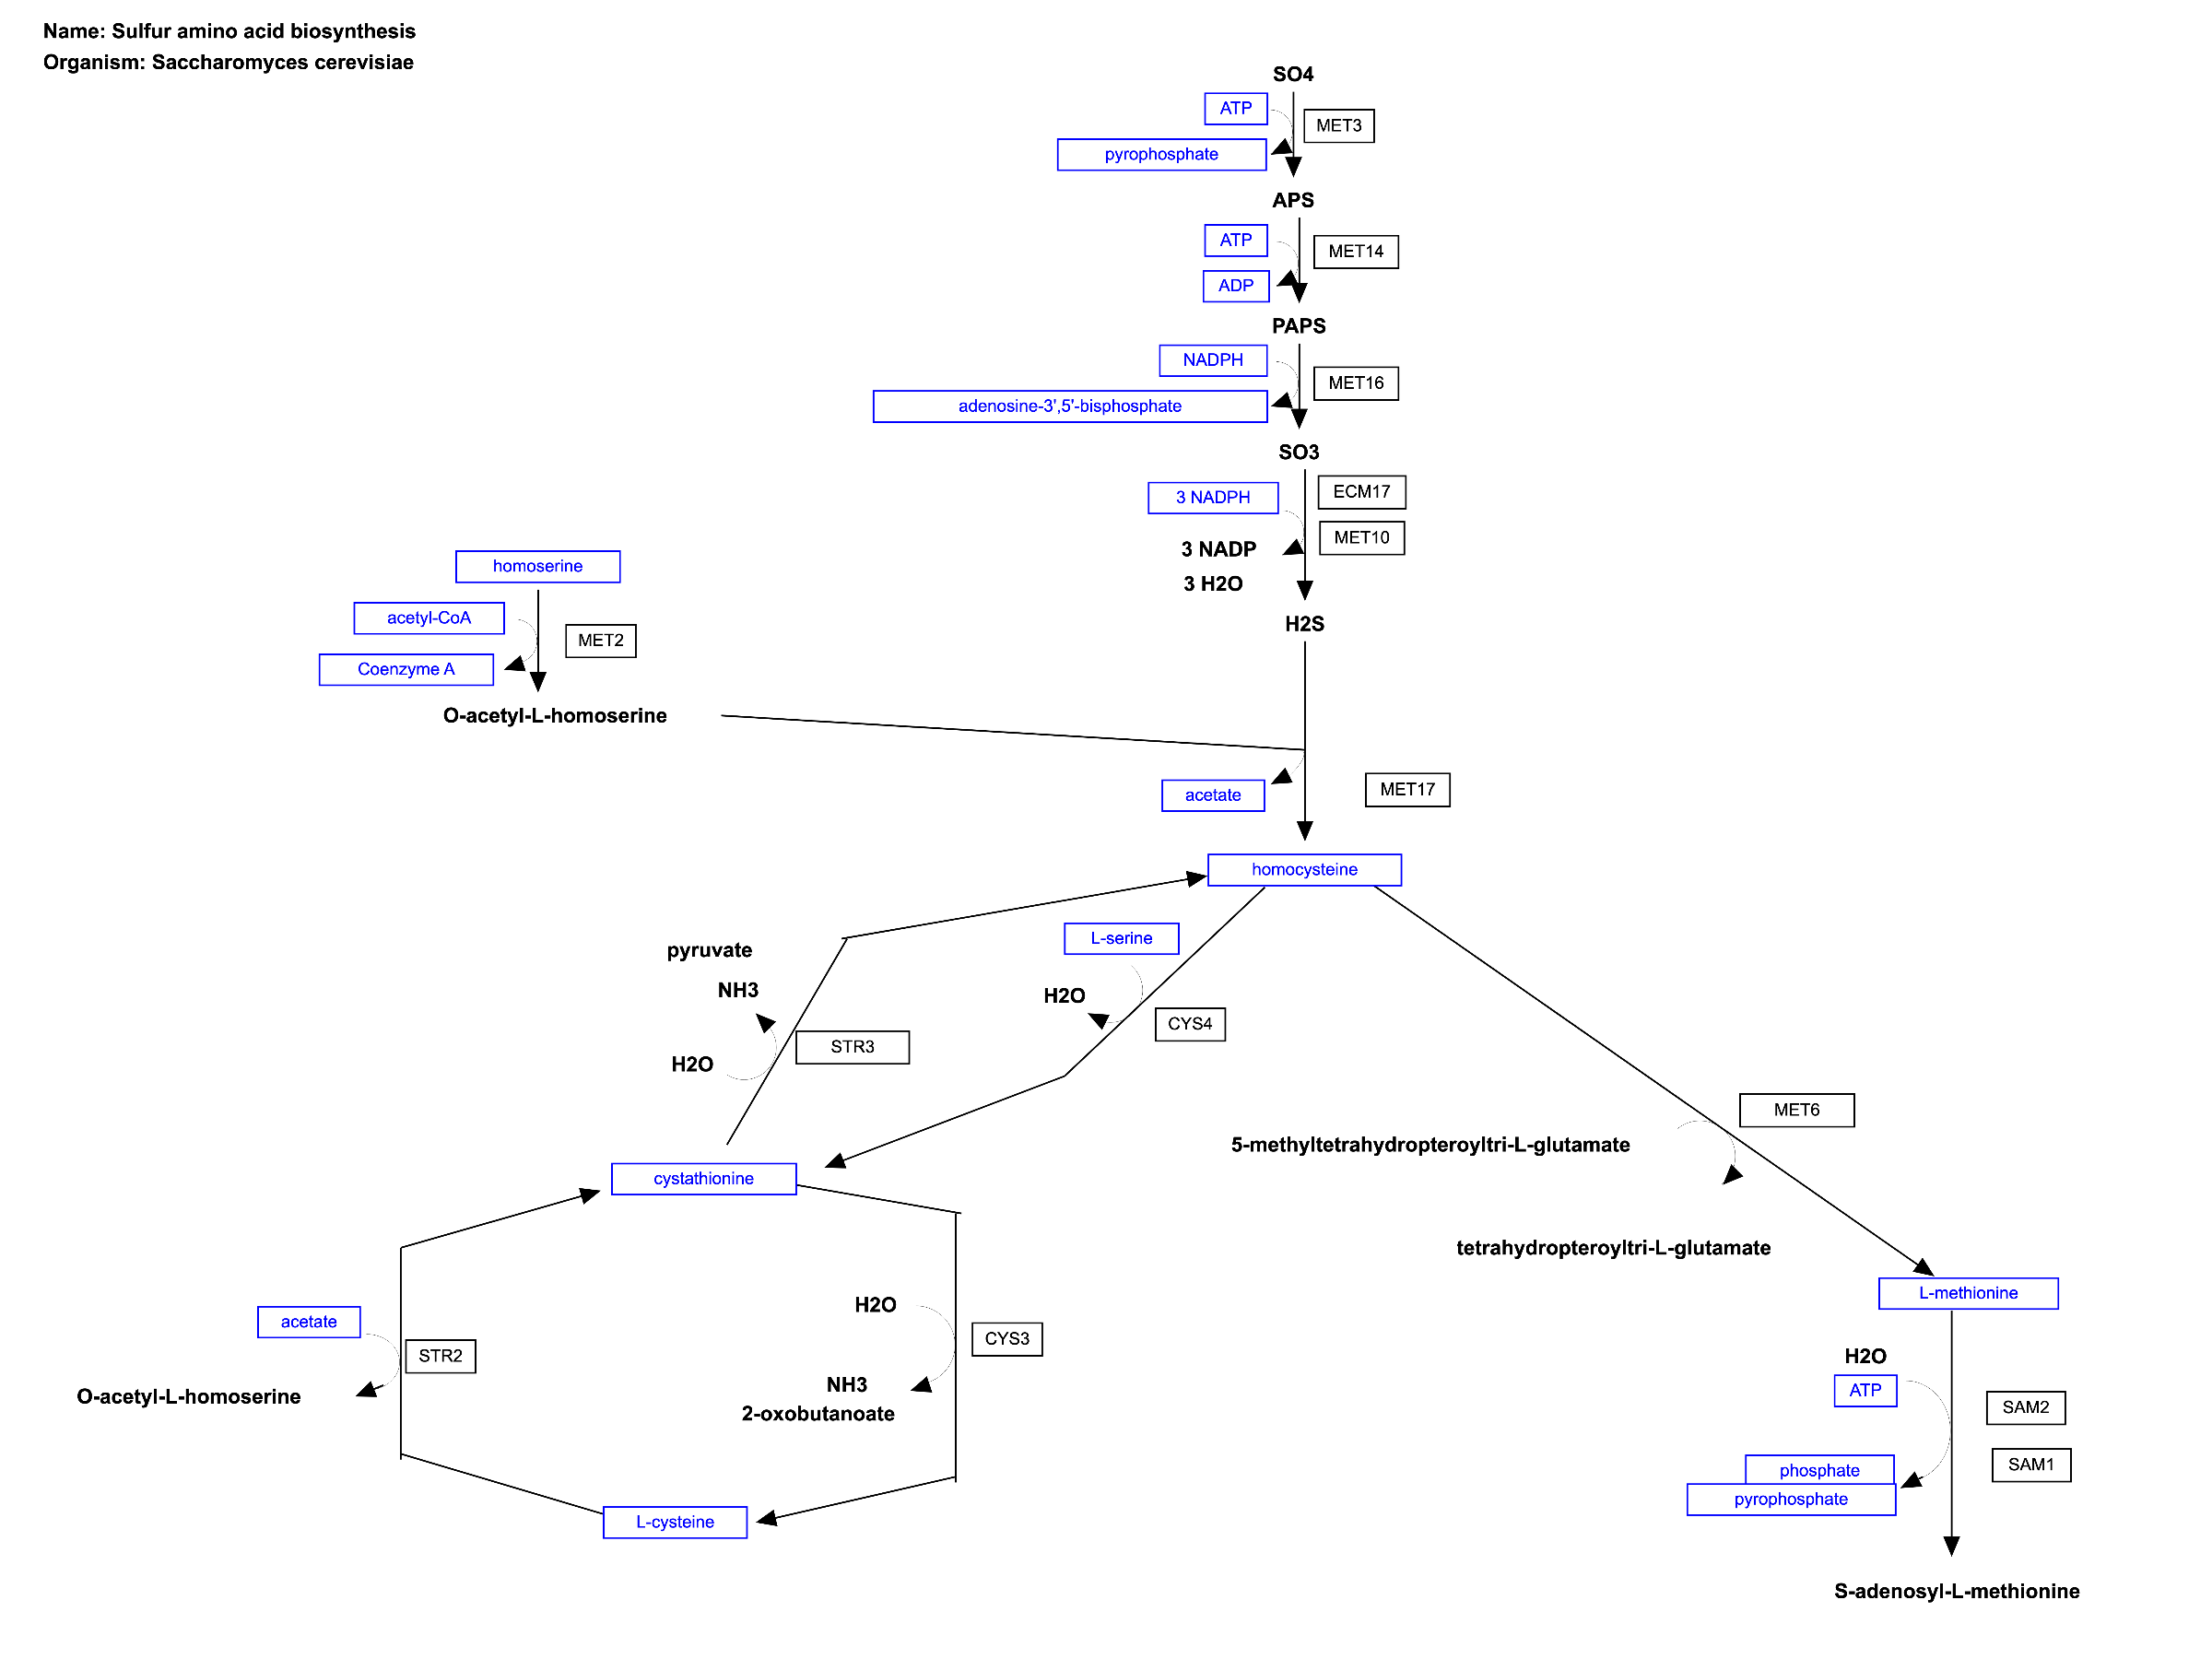 Name: Sulfur amino acid biosynthesis
Organism: Saccharomyces cerevisiae
SO4
ATP
MET3
pyrophosphate
APS
ATP
MET14
ADP
PAPS
NADPH
MET16
adenosine-3',5'-bisphosphate
SO3
3 NADPH
ECM17
MET10
3 NADP
3 H2O
H2S
homoserine
acetyl-CoA
MET2
Coenzyme A
O-acetyl-L-homoserine
acetate
MET17
homocysteine
pyruvate
NH3
H2O
STR3
L-serine
H2O
CYS4
MET6
5-methyltetrahydropteroyltri-L-glutamate
tetrahydropteroyltri-L-glutamate
cystathionine
acetate
STR2
O-acetyl-L-homoserine
H2O
CYS3
NH3
2-oxobutanoate
L-cysteine
L-methionine
H2O
ATP
SAM2
phosphate
SAM1
pyrophosphate
S-adenosyl-L-methionine